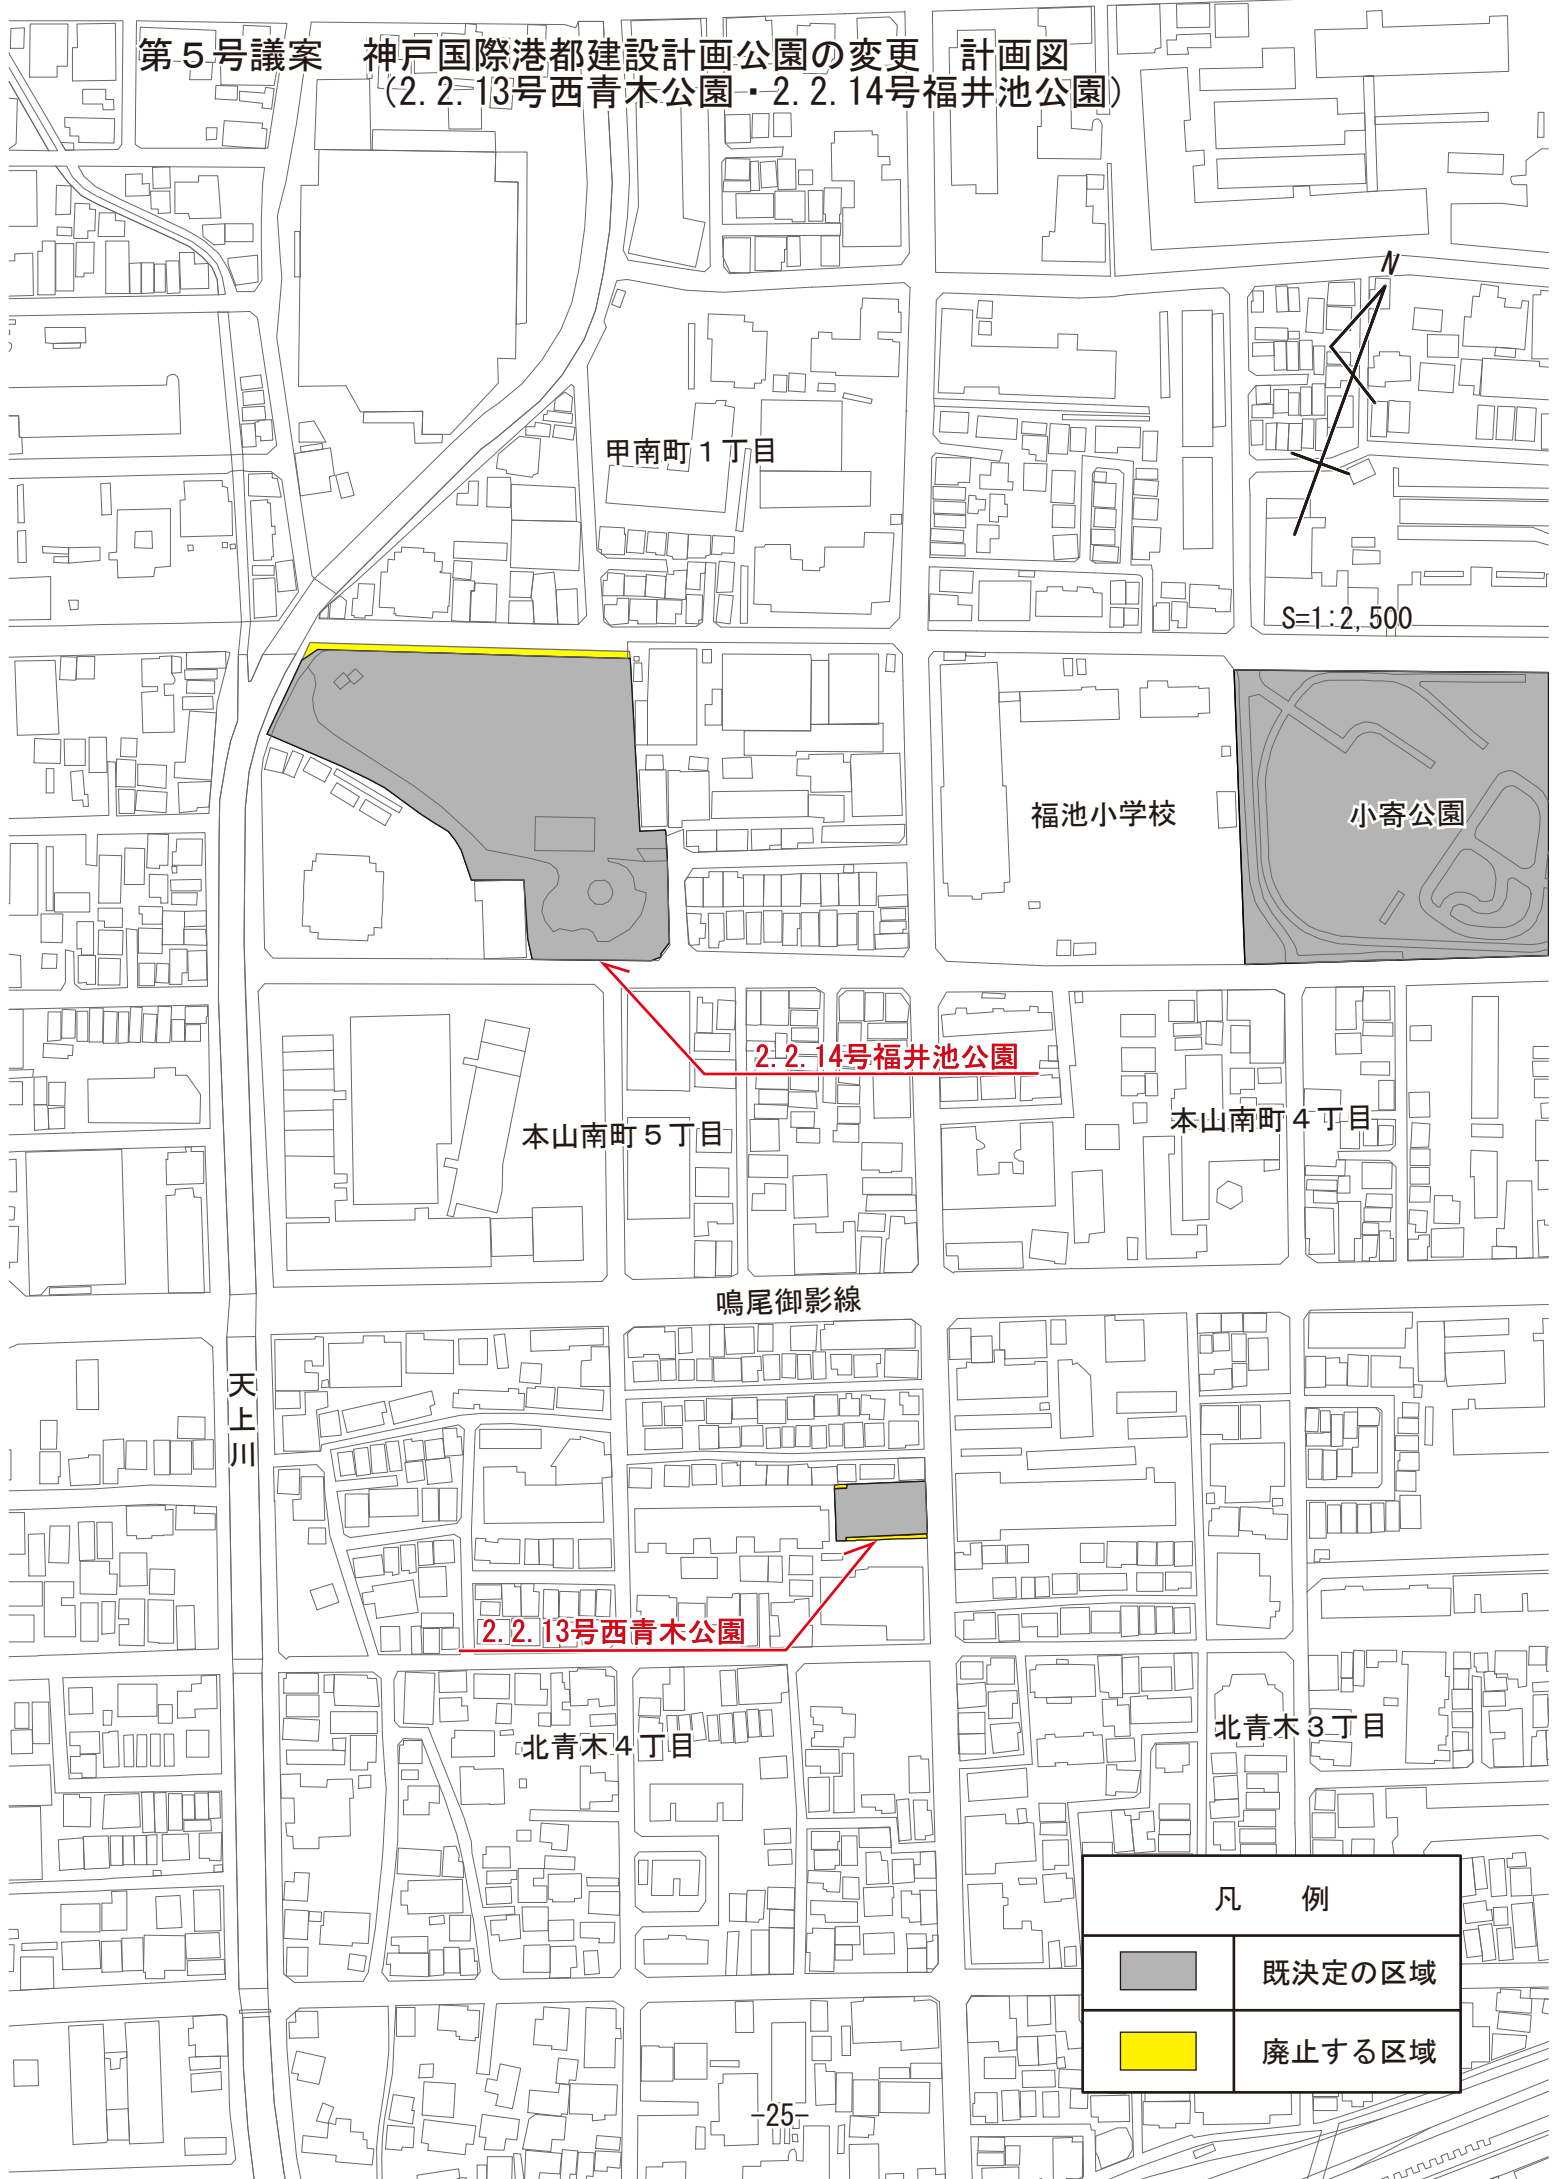 第５号議案　神戸国際港都建設計画公園の変更　計画図
（2.2.13号西青木公園・2.2.14号福井池公園）
N
甲南町１丁目
S=1:2,500
福池小学校
小寄公園
2.2.14号福井池公園
本山南町５丁目
本山南町４丁目
鳴尾御影線
天上川
2.2.13号西青木公園
北青木４丁目
北青木３丁目
凡　例
既決定の区域
廃止する区域
-25-